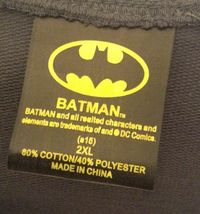 BATMAN™
BATMAN and all realted characters and
elements are trademarks of and © DC Comics.
(s15)
2XL
60% COTTON/40% POLYESTER
MADE IN CHINA